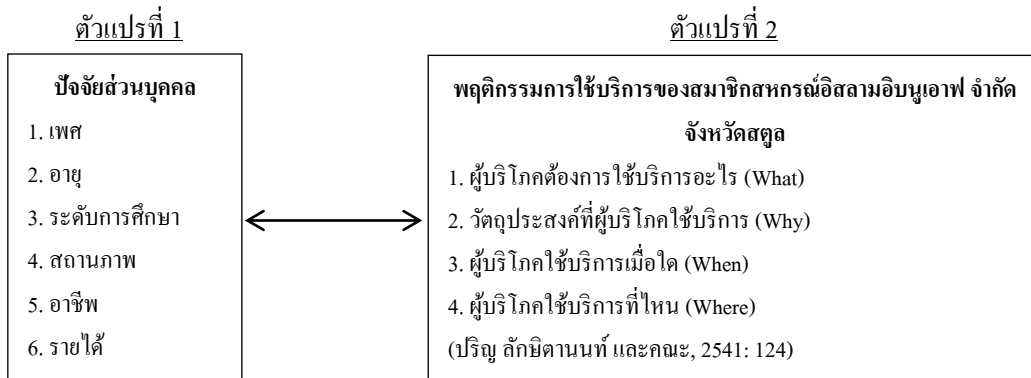 ตัวแปรที่ 1
ปัจจัยส่วนบุคคล
1. เพศ
2. อายุ
3. ระดับการศึกษา
4. สถานภาพ
5. อาชีพ
6. รายได้
ตัวแปรที่ 2
พฤติกรรมการใช้บริการของสมาชิกสหกรณ์อิสลามอิบนูเอาฟ จำกัด
จังหวัดสตูล
1. ผู้บริโภคต้องการใช้บริการอะไร (What)
2. วัตถุประสงค์ที่ผู้บริโภคใช้บริการ (Why)
3. ผู้บริโภคใช้บริการเมื่อใด (When)
4. ผู้บริโภคใช้บริการที่ไหน (Where)
(ปริญ ลักษิตานนท์ และคณะ, 2541: 124)